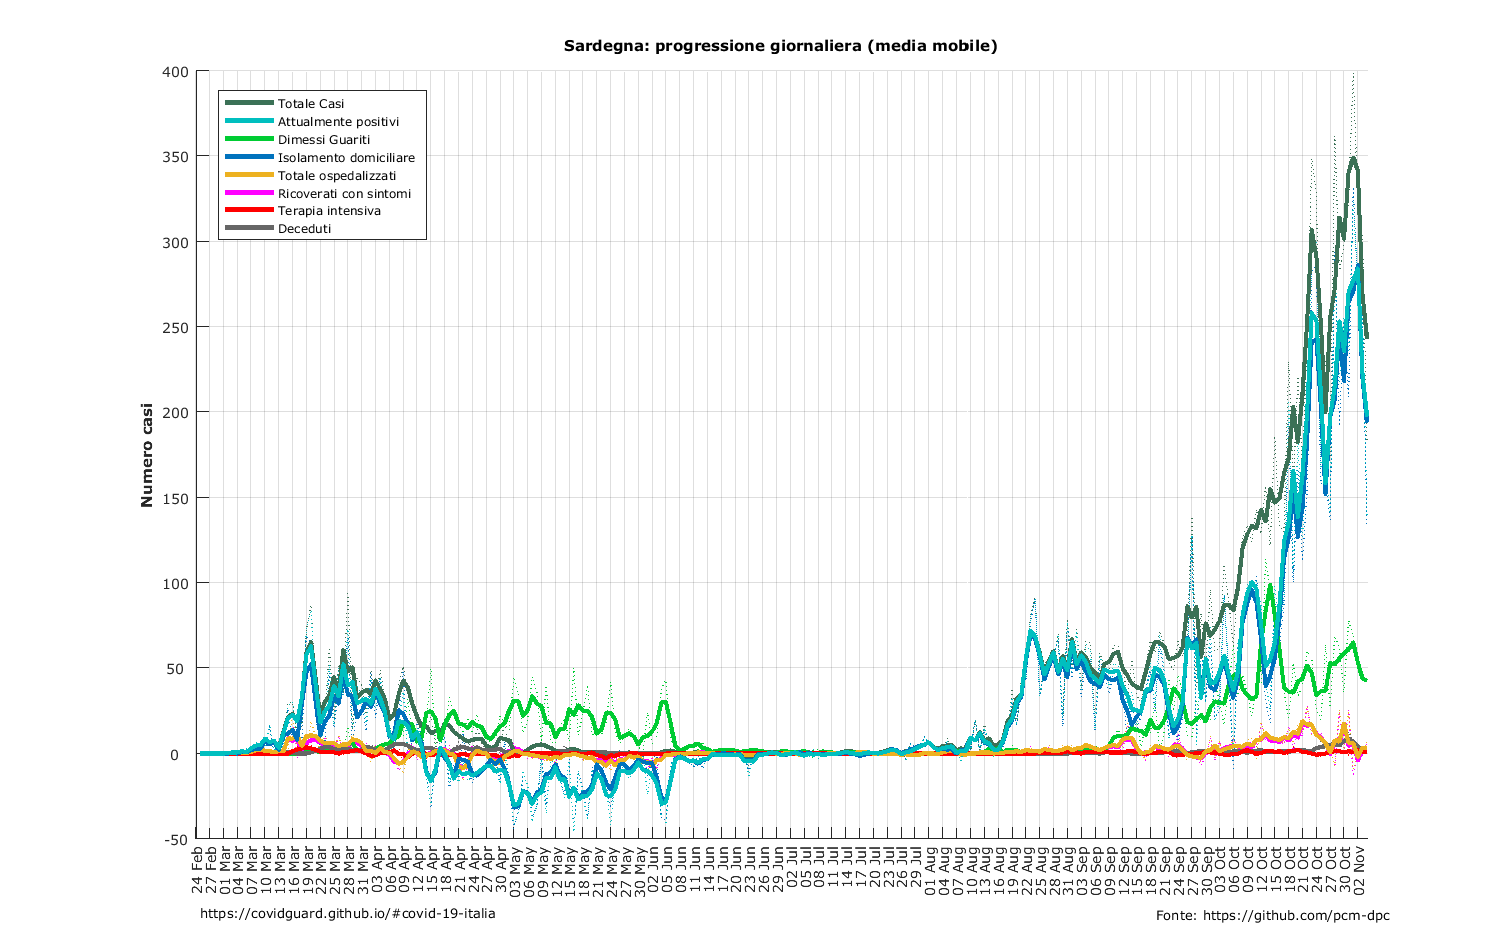 Sardegna: progressione giornaliera (media mobile)
400
350
300
250
200
150
100
50
0
-50
Numero casi
Totale Casi
Attualmente positivi
Dimessi Guariti
Isolamento domiciliare
Totale ospedalizzati
Ricoverati con sintomi
Terapia intensiva
Deceduti
24 Feb
27 Feb
01 Mar
04 Mar
07 Mar
10 Mar
13 Mar
16 Mar
19 Mar
22 Mar
25 Mar
28 Mar
31 Mar
03 Apr
06 Apr
09 Apr
12 Apr
15 Apr
18 Apr
21 Apr
24 Apr
27 Apr
30 Apr
03 May
06 May
09 May
12 May
15 May
18 May
21 May
24 May
27 May
30 May
02 Jun
05 Jun
08 Jun
11 Jun
14 Jun
17 Jun
20 Jun
23 Jun
26 Jun
29 Jun
02 Jul
05 Jul
08 Jul
11 Jul
14 Jul
17 Jul
20 Jul
23 Jul
26 Jul
29 Jul
01 Aug
04 Aug
07 Aug
10 Aug
13 Aug
16 Aug
19 Aug
22 Aug
25 Aug
28 Aug
31 Aug
03 Sep
06 Sep
09 Sep
12 Sep
15 Sep
18 Sep
21 Sep
24 Sep
27 Sep
30 Sep
03 Oct
06 Oct
09 Oct
12 Oct
15 Oct
18 Oct
21 Oct
24 Oct
27 Oct
30 Oct
02 Nov
https://covidguard.github.io/#covid-19-italia
Fonte: https://github.com/pcm-dpc